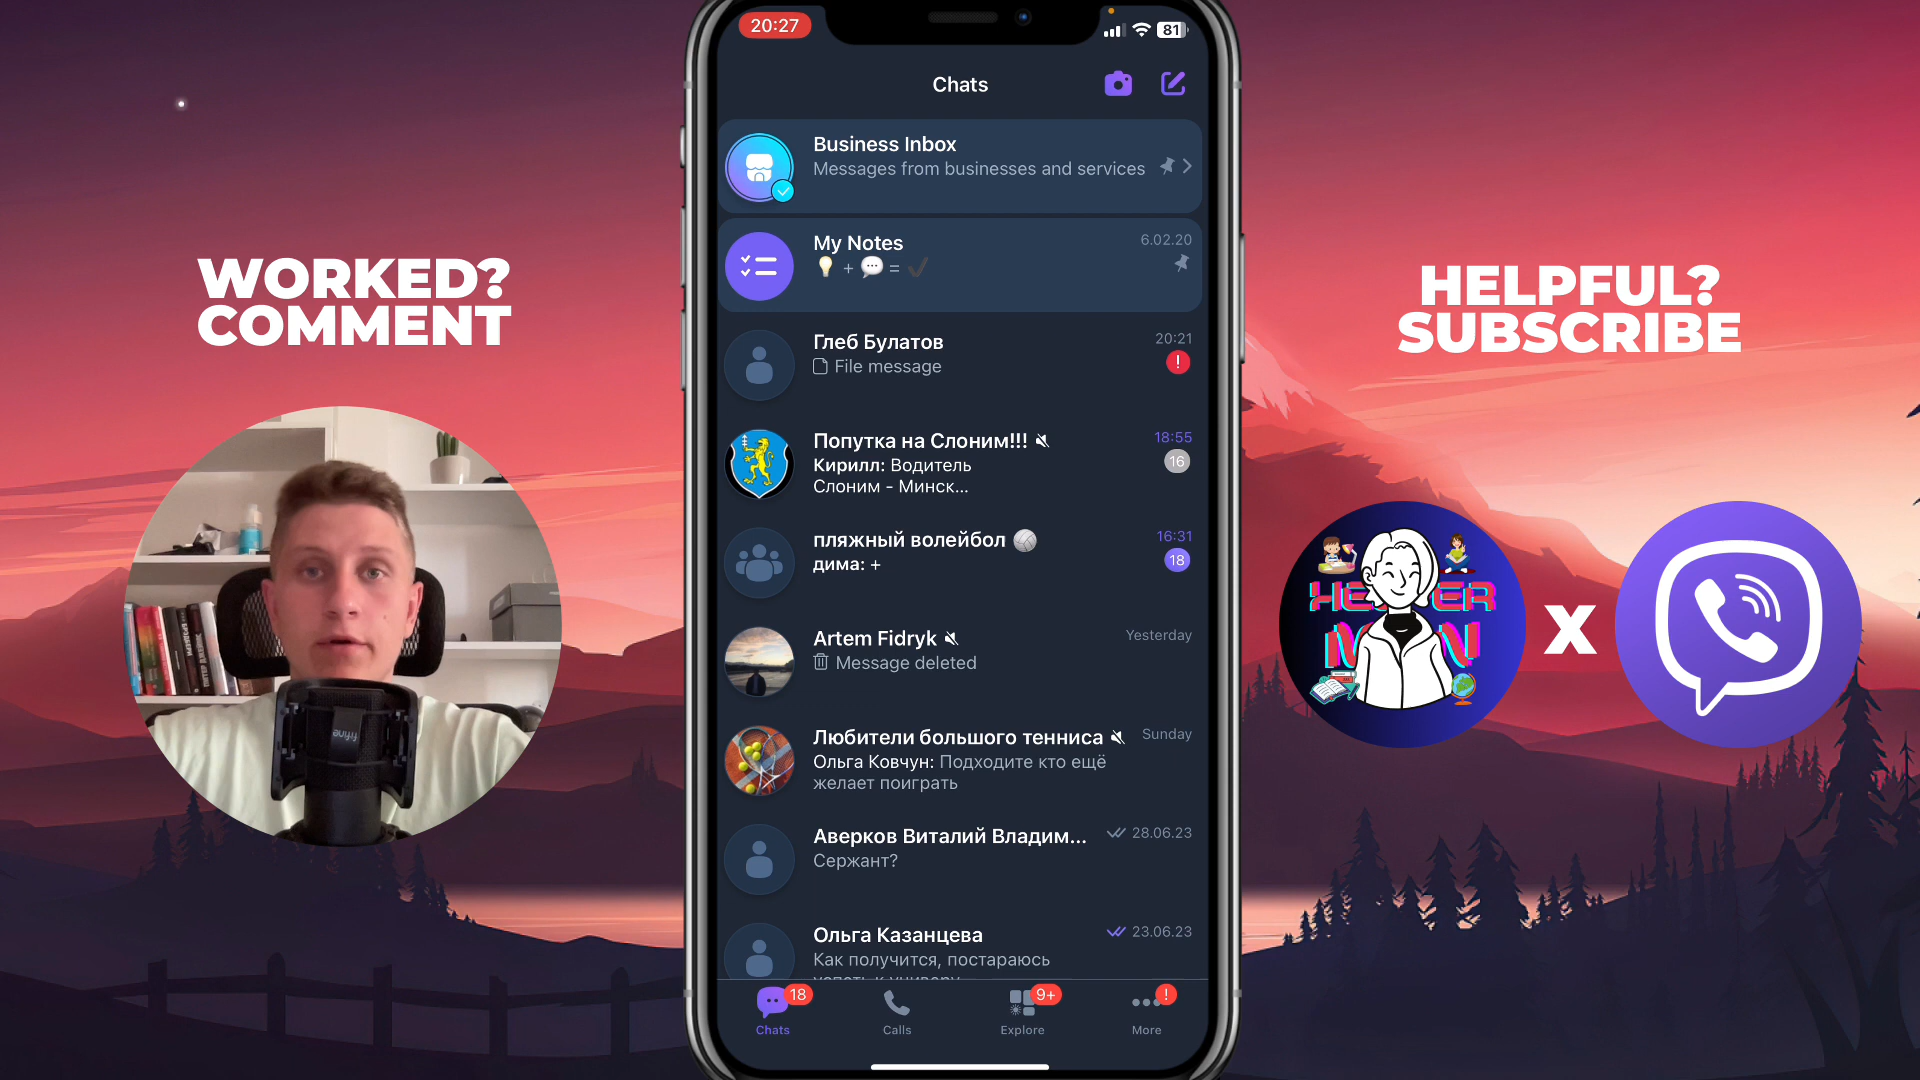 WORKED?
COMMENT
20:27
81
Chats
Business Inbox
Messages from businesses and services
My Notes
6.02.20
+ =
Глеб Булатов
20:21
File message
!
Попутка на Слоним!!!
18:55
Кирилл: Водитель
16
Слоним - Минск...
пляжный волейбол
16:31
дима: +
18
Artem Fidryk
Yesterday
Message deleted
Любители большого тенниса
Sunday
Ольга Ковчун: Подходите кто ещё
желает поиграть
Аверков Виталий Владим...
28.06.23
Сержант?
Ольга Казанцева
23.06.23
Как получится, постараюсь
18
9+
!
Chats
Calls
Explore
More
HELPFUL?
SUBSCRIBE
X
fifine